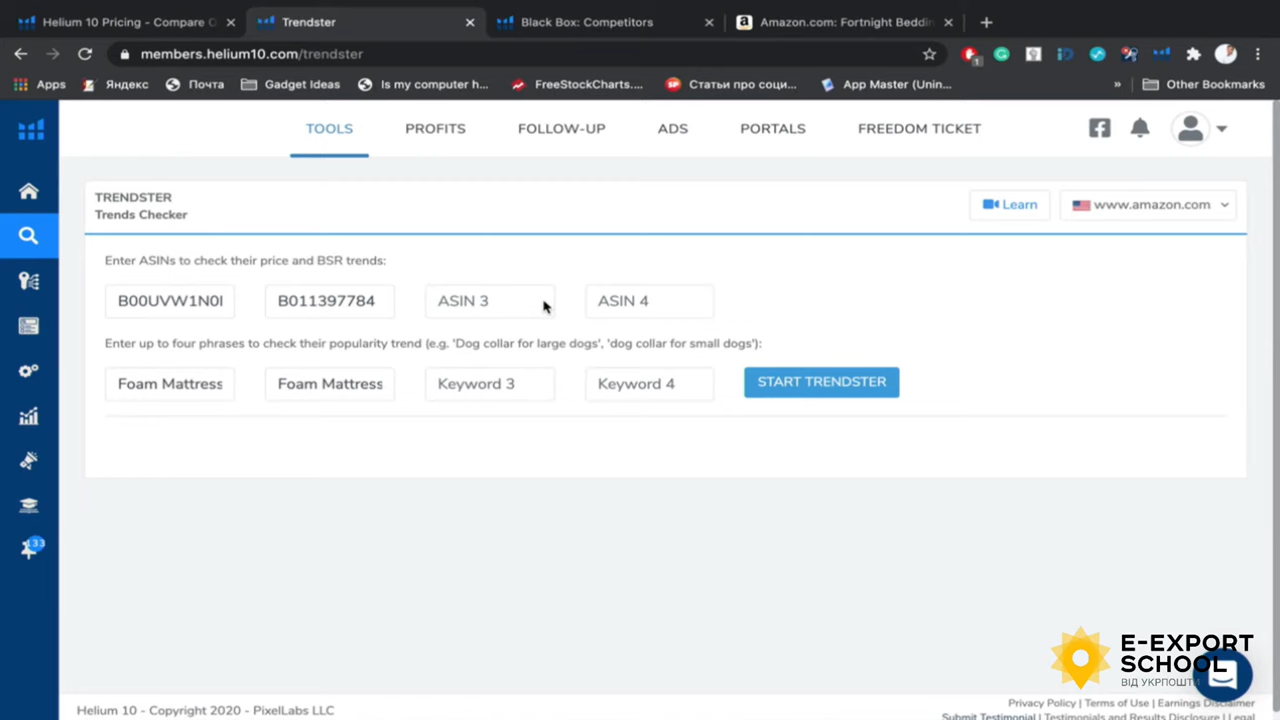 Helium 10 Pricing - Compare O
Trendster
Black Box: Competitors
Amazon.com: Fortnight Beddin
members.helium10.com/trendster
Apps
Яндекс
Почта
Gadget Ideas
Is my computer h...
FreeStockCharts....
Статьи про соци...
App Master (Unin...
»
Other Bookmarks
TOOLS
PROFITS
FOLLOW-UP
ADS
PORTALS
FREEDOM TICKET
TRENDSTER
Trends Checker
Learn
www.amazon.com
Enter ASINs to check their price and BSR trends:
B00UVW1N0I
B011397784
ASIN 3
ASIN 4
Enter up to four phrases to check their popularity trend (e.g. 'Dog collar for large dogs', 'dog collar for small dogs'):
Foam Mattress
Foam Mattress
Keyword 3
Keyword 4
START TRENDSTER
133
E-EXPORT
SCHOOL
ВІД УКРПОШТИ
Helium 10 - Copyright 2020 - PixelLabs LLC
Privacy Policy | Terms of Use | Earnings Disclaimer
Submit Testimonial | Testimonials and Results Disclosure | Legal